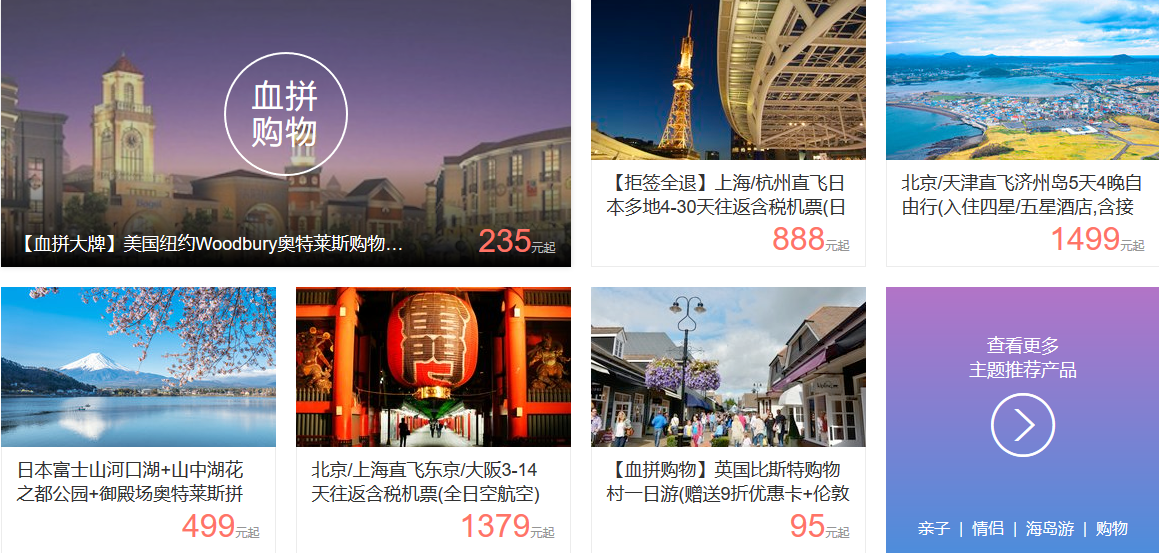 血拼
购物
【血拼大牌】美国纽约Woodbury奥特莱斯购物…
235元起
【拒签全退】上海/杭州直飞日
本多地4-30天往返含税机票(日
888元起
北京/天津直飞济州岛5天4晚自
由行(入住四星/五星酒店,含接
1499元起
日本富士山河口湖+山中湖花
之都公园+御殿场奥特莱斯拼
499元起
北京/上海直飞东京/大阪3-14
天往返含税机票(全日空航空)
1379元起
【血拼购物】英国比斯特购物
村一日游(赠送9折优惠卡+伦敦
95元起
查看更多
主题推荐产品
亲子 | 情侣 | 海岛游 | 购物